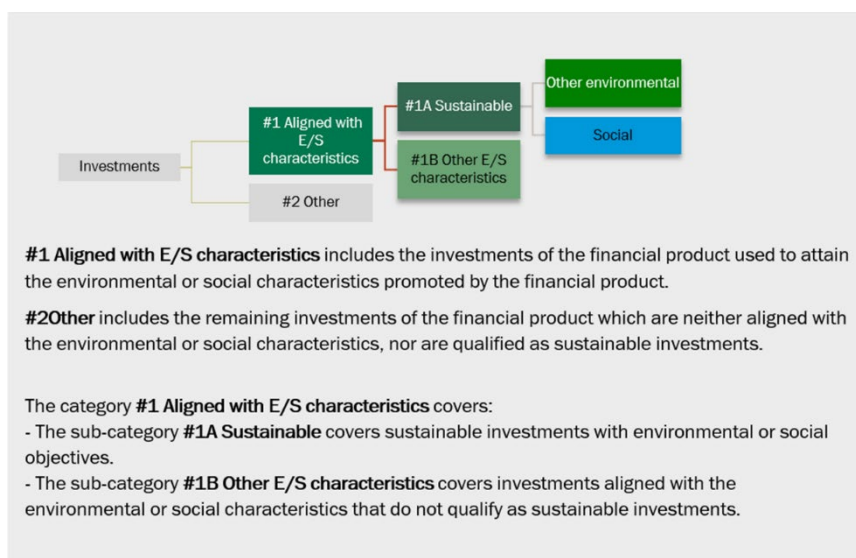 Other environmental
#1A Sustainable
#1 Aligned with
E/S
characteristics
Social
Investments
#1B Other E/S
characteristics
#2 Other
#1 Aligned with E/S characteristics includes the investments of the financial product used to attain
the environmental or social characteristics promoted by the financial product.
#2Other includes the remaining investments of the financial product which are neither aligned with
the environmental or social characteristics, nor are qualified as sustainable investments.
The category #1 Aligned with E/S characteristics covers:
- The sub-category #1A Sustainable covers sustainable investments with environmental or social
objectives.
- The sub-category #1B Other E/S characteristics covers investments aligned with the
environmental or social characteristics that do not qualify as sustainable investments.